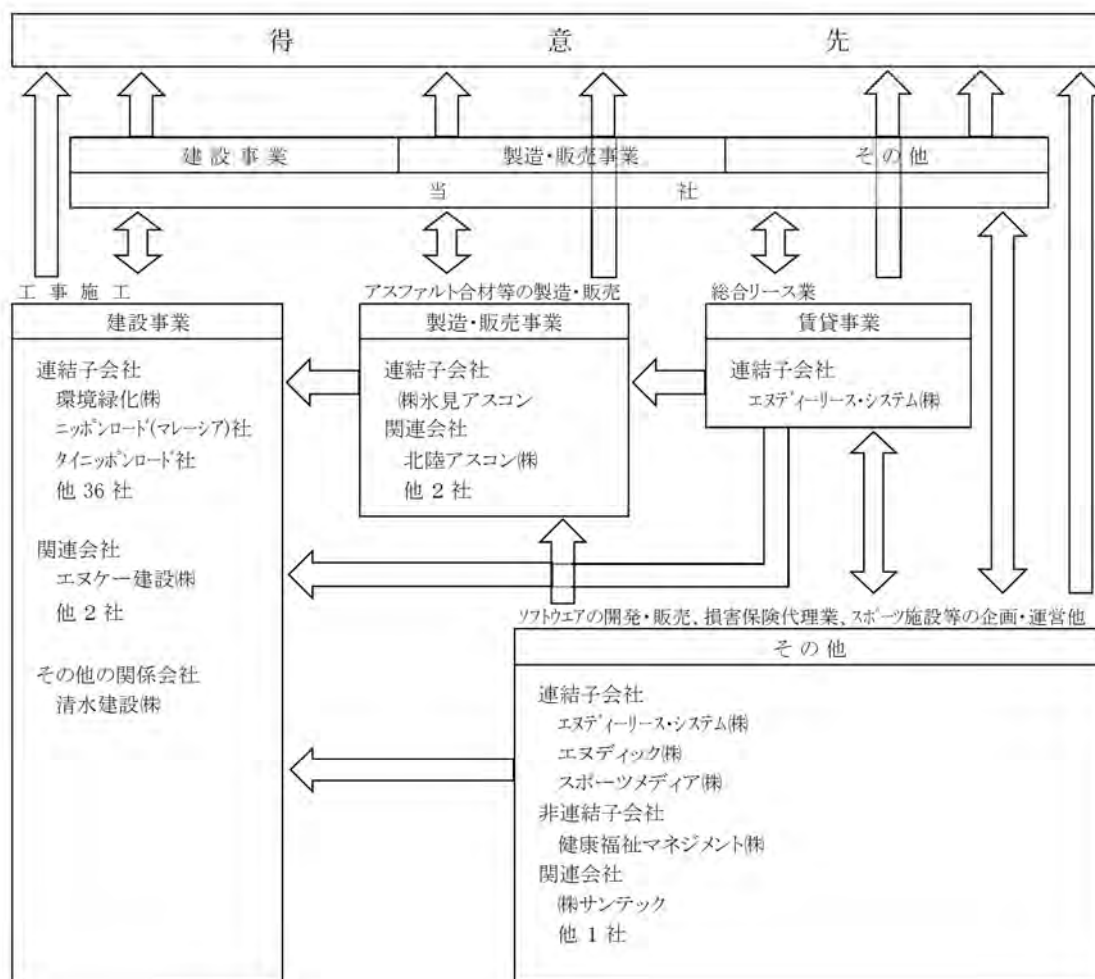 得意先
建設事業
製造・販売事業
その他
当社
工事施工
建設事業
連結子会社
環境緑化㈱
ニッポンロード(マレーシア)社
タイニッポンロード社
他 36 社
関連会社
エヌケー建設㈱
他 2 社
その他の関係会社
清水建設㈱
アスファルト合材等の製造・販売
製造・販売事業
連結子会社
㈱氷見アスコン
関連会社
北陸アスコン㈱
他 2 社
総合リース業
賃貸事業
連結子会社
エヌディーリース・システム㈱
ソフトウエアの開発・販売、損害保険代理業、スポーツ施設等の企画・運営他
その他
連結子会社
エヌディーリース・システム㈱
エヌディック㈱
スポーツメディア㈱
非連結子会社
健康福祉マネジメント㈱
関連会社
㈱サンテック
他 1 社